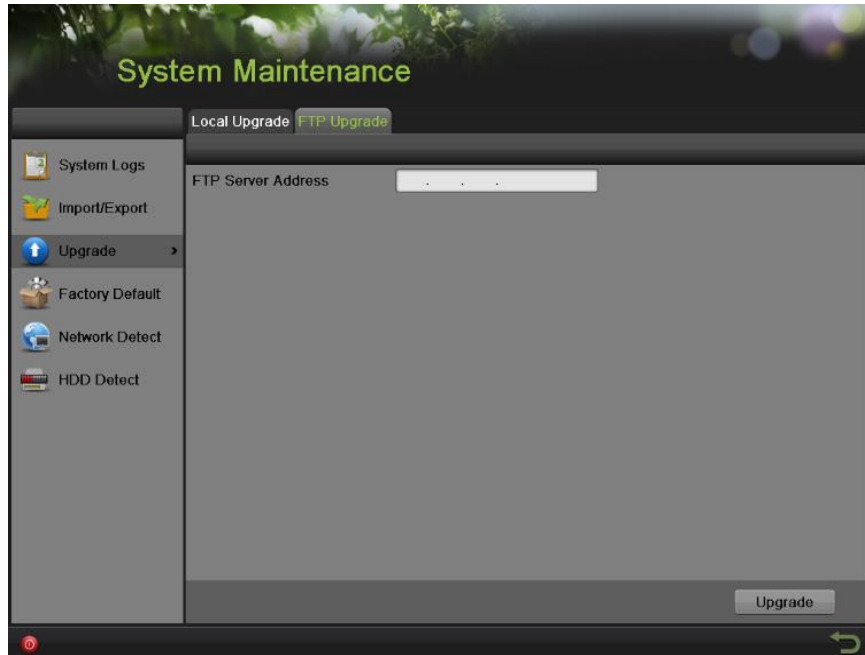 System Maintenance
Local Upgrade FTP Upgrade
System Logs
Import/Export
Upgrade >
Factory Default
Network Detect
HDD Detect
FTP Server Address . . .
Upgrade